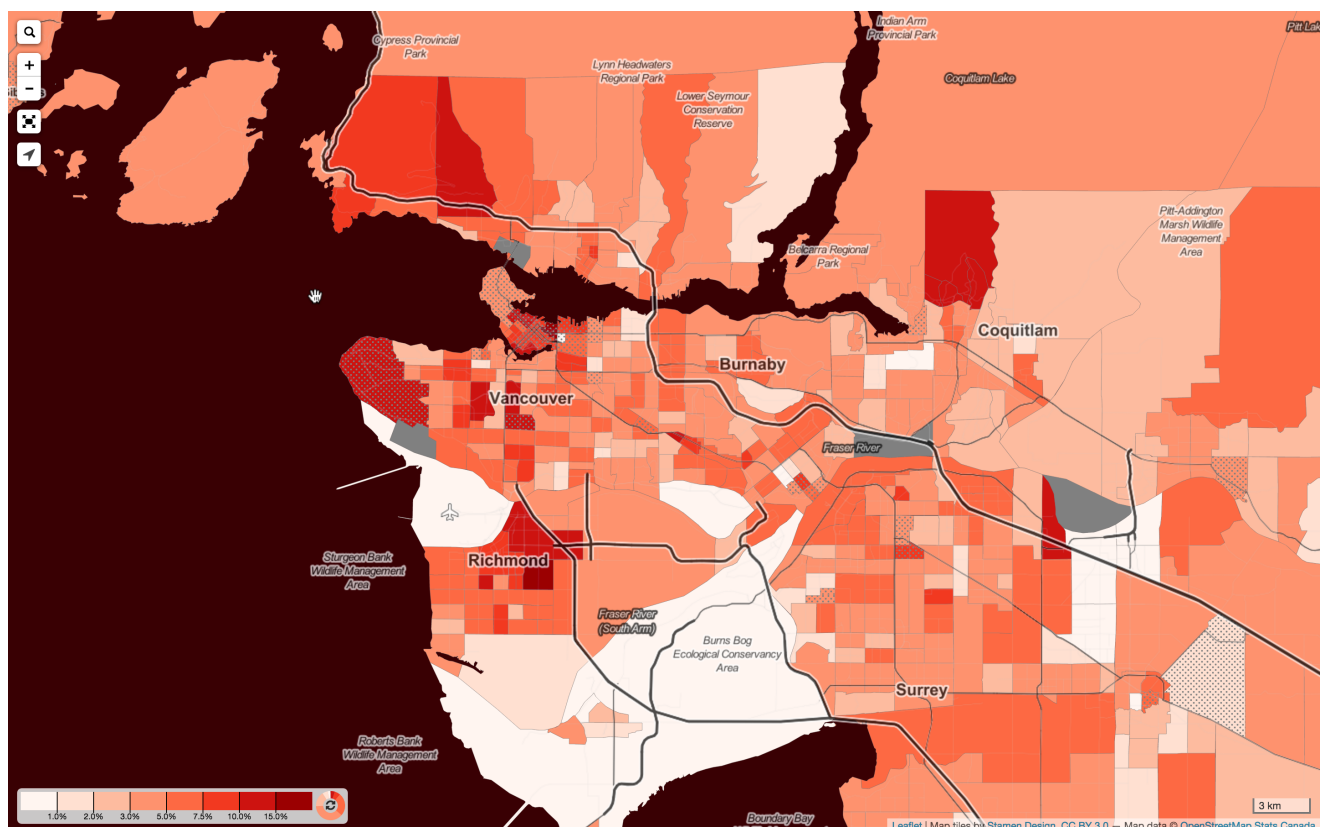 Cypress Provincial
Park
Indian Arm
Provincial Park
Lynn Headwaters
Regional Park
Coquitlam Lake
Lower Seymour
Conservation
Reserve
Pitt-Addington
Marsh Wildlife
Management
Area
Belcarra Regional
Park
Coquitlam
Burnaby
Vancouver
Fraser River
Richmond
Sturgeon Bank
Wildlife Management
Area
Fraser River
(South Arm)
Burns Bog
Ecological Conservancy
Area
Surrey
Roberts Bank
Wildlife Management
Area
1.0% 2.0% 3.0% 5.0% 7.5% 10.0% 15.0%
3 km
Boundary Bay
Leaflet | Map tiles by Stamen Design, CC BY 3.0 — Map data © OpenStreetMap Stats Canada